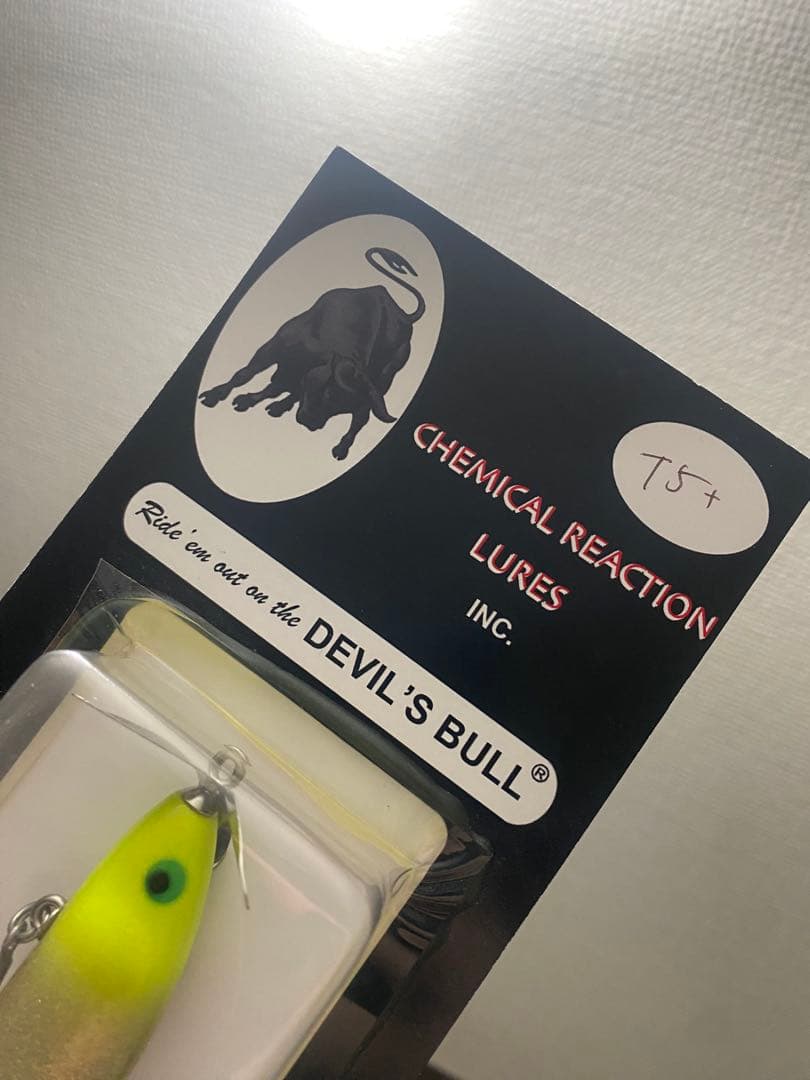 CHEMICAL REACTION
LURES
INC.
T5+
Ride 'em out on the DEVIL'S BULL®